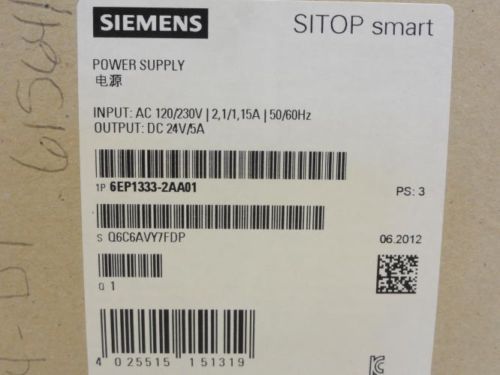 SIEMENS
SITOP smart
POWER SUPPLY
电源
INPUT: AC 120/230V | 2,1/1,15A | 50/60Hz
OUTPUT: DC 24V/5A
1P 6EP1333-2AA01
PS: 3
S Q6C6AVY7FDP
06.2012
Q 1
4 025515 151319